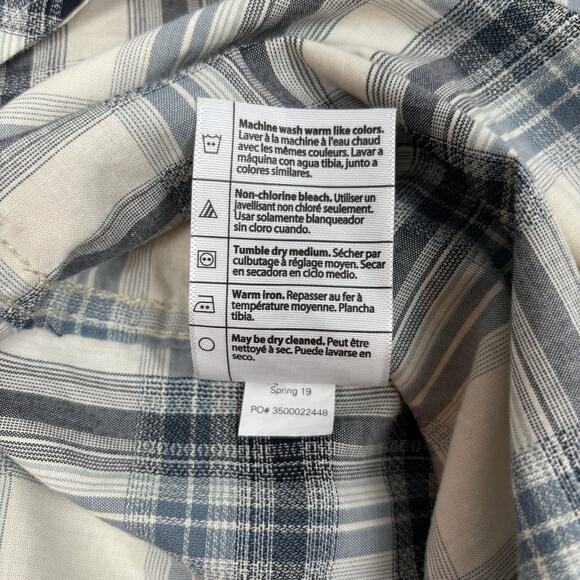 Machine wash warm like colors.
Laver à la machine à l'eau chaud
avec les mêmes couleurs. Lavar a
máquina con agua tibia, junto a
colores similares.
Non-chlorine bleach. Utiliser un
javellisant non chloré seulement.
Usar solamente blanqueador
sin cloro cuando.
Tumble dry medium. Sécher par
culbutage à réglage moyen. Secar
en secadora en ciclo medio.
Warm iron. Repasser au fer à
température moyenne. Plancha
tibia.
May be dry cleaned. Peut être
nettoyé à sec. Puede lavarse en
seco.
Spring 19
PO# 3500022448